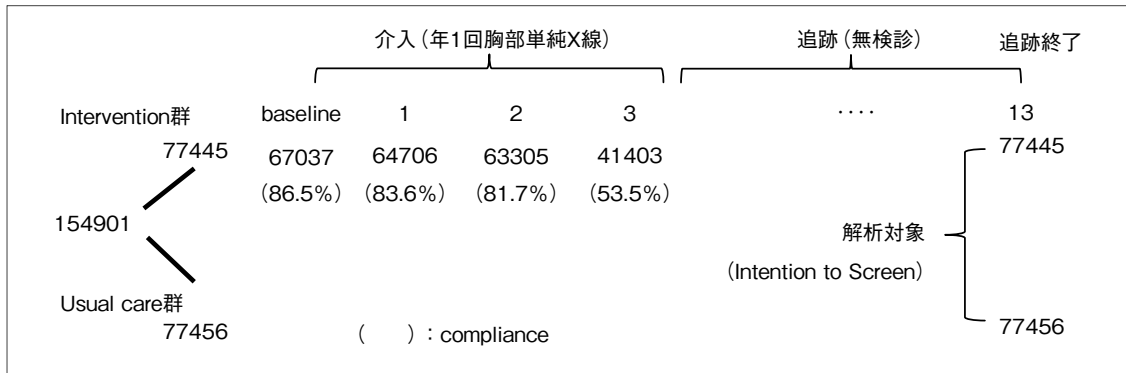 介入（年1回胸部単純X線） 追跡（無検診） 追跡終了
Intervention群 baseline 1 2 3 ････ 13
77445 67037 64706 63305 41403 77445
(86.5%) (83.6%) (81.7%) (53.5%)
154901
解析対象
（Intention to Screen）
Usual care群
77456 (　　)：compliance 77456